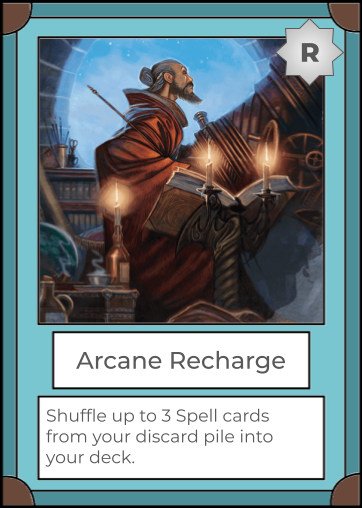 R
Arcane Recharge
Shuffle up to 3 Spell cards
from your discard pile into
your deck.